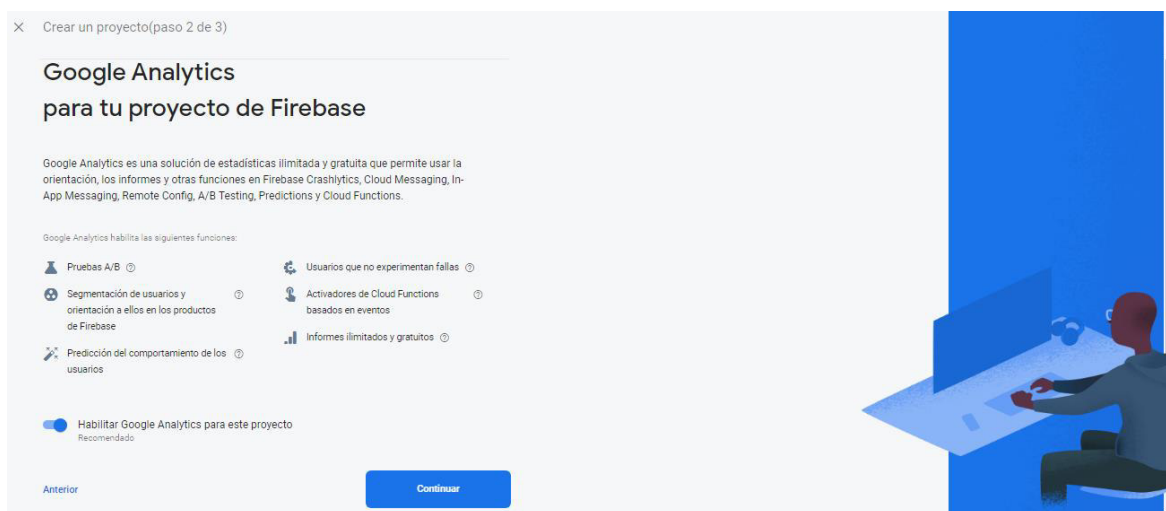 Crear un proyecto(paso 2 de 3)
Google Analytics
para tu proyecto de Firebase
Google Analytics es una solución de estadísticas ilimitada y gratuita que permite usar la
orientación, los informes y otras funciones en Firebase Crashlytics, Cloud Messaging, In-
App Messaging, Remote Config, A/B Testing, Predictions y Cloud Functions.
Google Analytics habilita las siguientes funciones:
Pruebas A/B
Segmentación de usuarios y
orientación a ellos en los productos
de Firebase
Predicción del comportamiento de los
usuarios
Usuarios que no experimentan fallas
Activadores de Cloud Functions
basados en eventos
Informes ilimitados y gratuitos
Habilitar Google Analytics para este proyecto
Recomendado
Anterior
Continuar